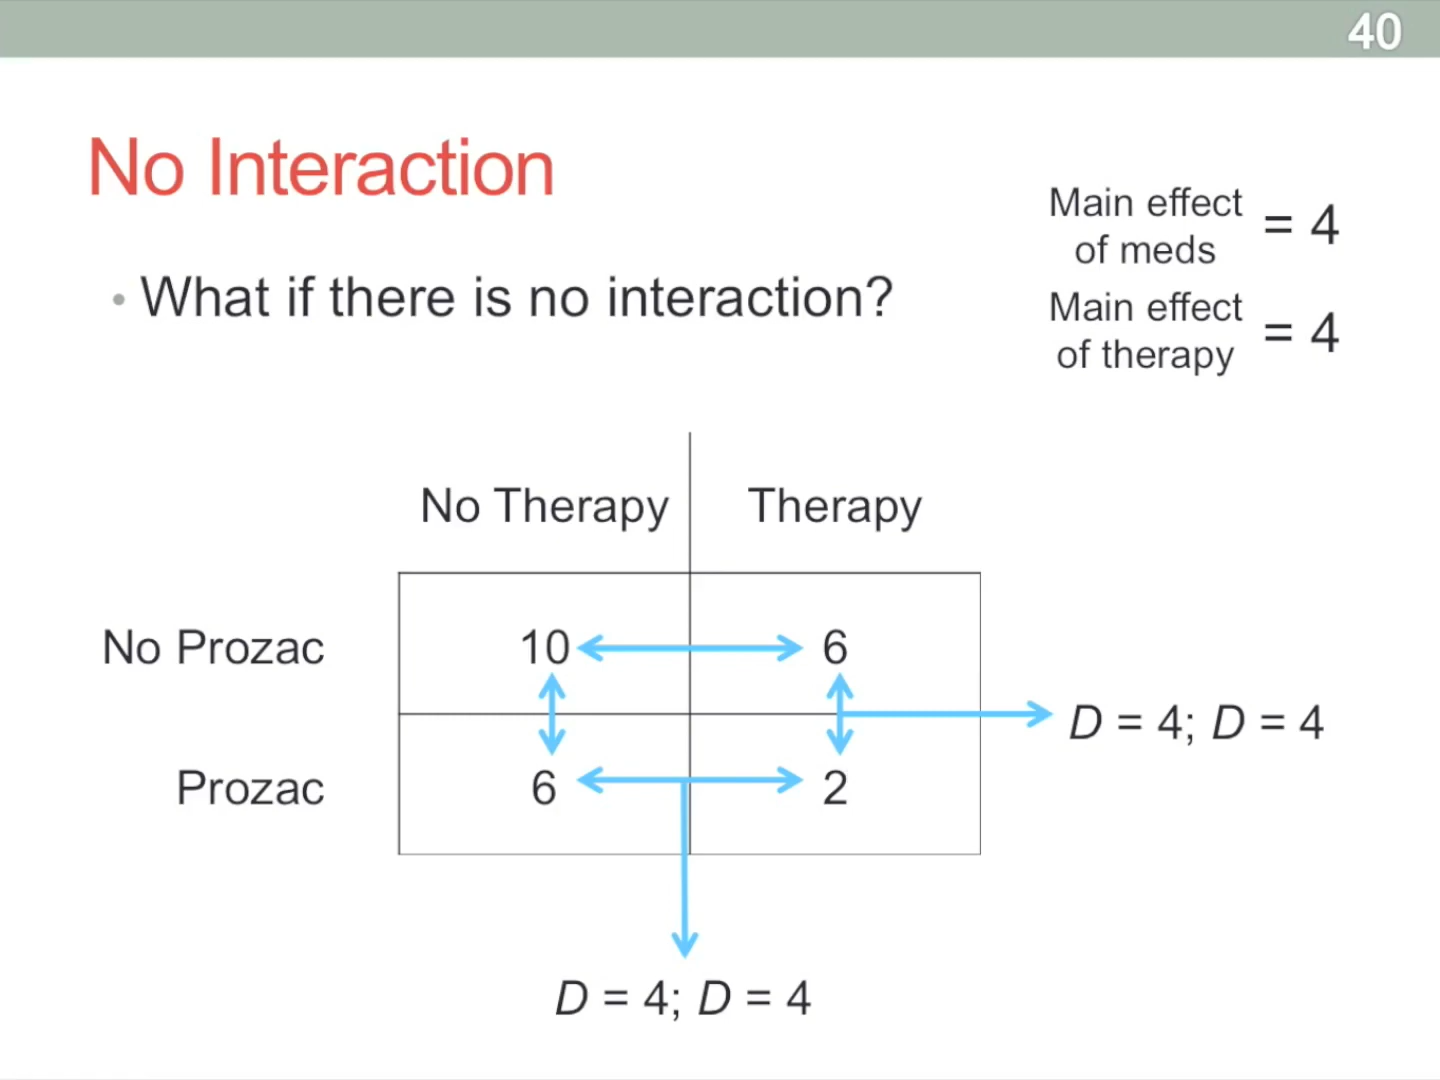 40
No Interaction
• What if there is no interaction?
Main effect
of meds = 4
Main effect
of therapy = 4
No Therapy Therapy
No Prozac 10 6
D = 4; D = 4
Prozac 6 2
D = 4; D = 4